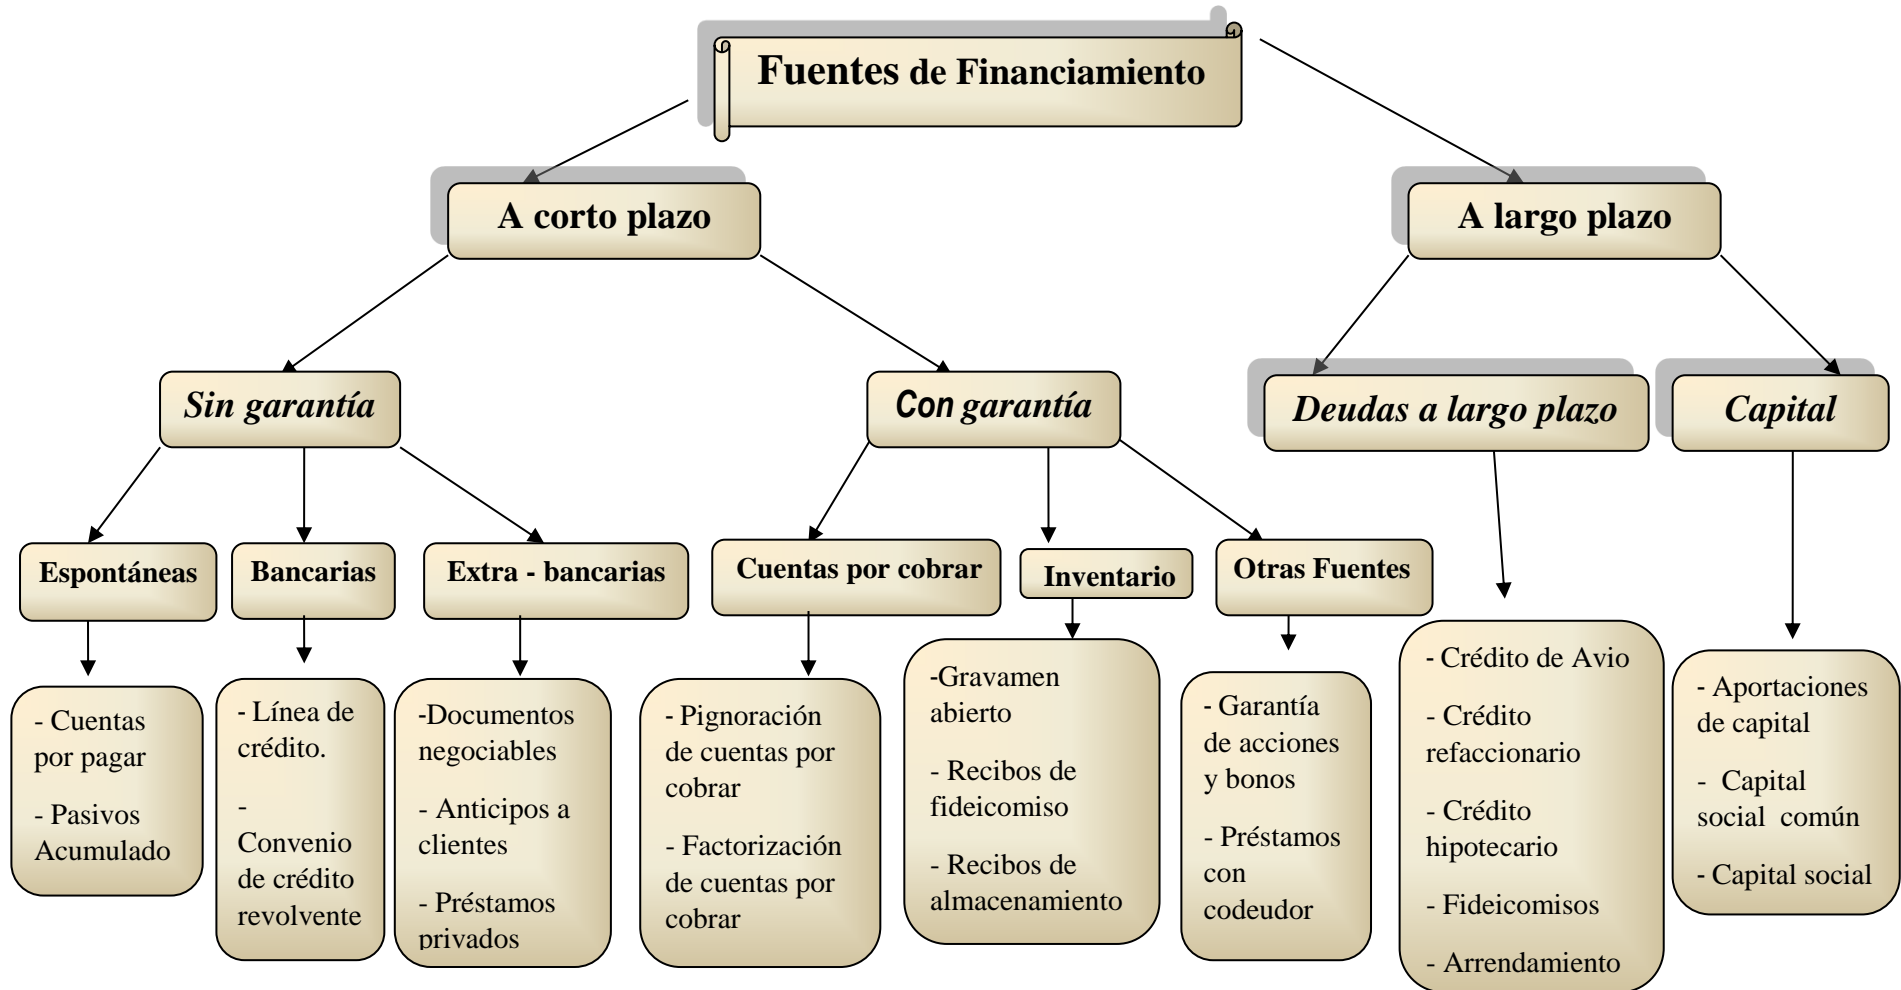 Fuentes de Financiamiento
A corto plazo
A largo plazo
Sin garantía
Con garantía
Deudas a largo plazo
Capital
Espontáneas
Bancarias
Extra - bancarias
Cuentas por cobrar
Inventario
Otras Fuentes
- Cuentas
por pagar
- Pasivos
Acumulado
- Línea de
crédito.
-
Convenio
de crédito
revolvente
-Documentos
negociables
- Anticipos a
clientes
- Préstamos
privados
- Pignoración
de cuentas por
cobrar
- Factorización
de cuentas por
cobrar
-Gravamen
abierto
- Recibos de
fideicomiso
- Recibos de
almacenamiento
- Garantía
de acciones
y bonos
- Préstamos
con
codeudor
- Crédito de Avio
- Crédito
refaccionario
- Crédito
hipotecario
- Fideicomisos
- Arrendamiento
- Aportaciones
de capital
- Capital
social común
- Capital social